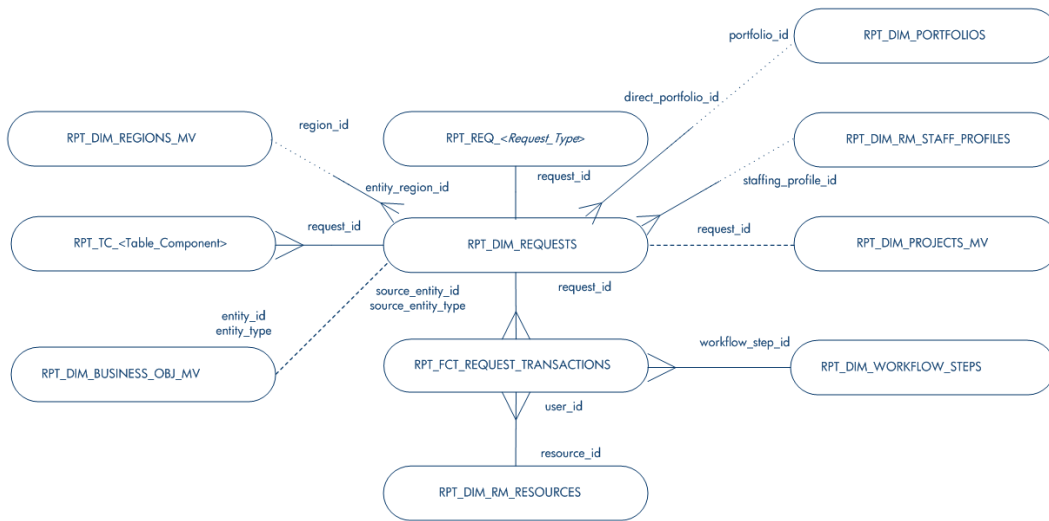 RPT_DIM_PORTFOLIOS
portfolio_id
direct_portfolio_id
RPT_DIM_REGIONS_MV
region_id
RPT_REQ_<Request_Type>
RPT_DIM_RM_STAFF_PROFILES
request_id
entity_region_id
staffing_profile_id
RPT_TC_<Table_Component>
request_id
RPT_DIM_REQUESTS
request_id
RPT_DIM_PROJECTS_MV
source_entity_id
source_entity_type
request_id
entity_id
entity_type
RPT_DIM_BUSINESS_OBJ_MV
RPT_FCT_REQUEST_TRANSACTIONS
workflow_step_id
RPT_DIM_WORKFLOW_STEPS
user_id
resource_id
RPT_DIM_RM_RESOURCES